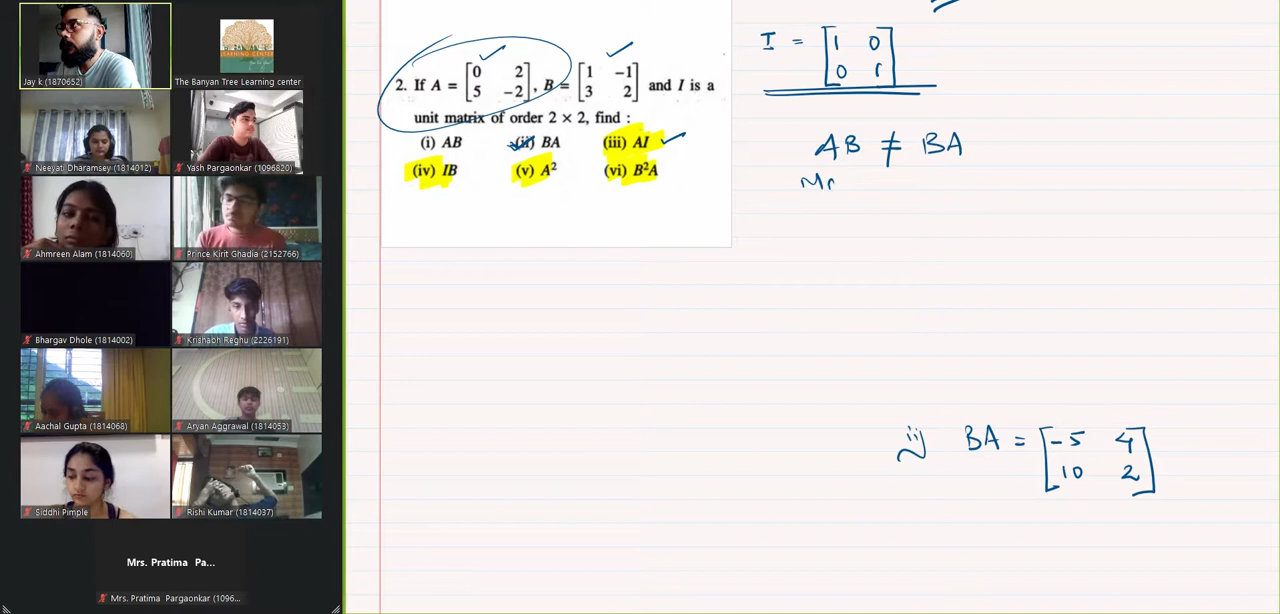 Jay k (1870652)
LEARNING CENTER
The Banyan Tree Learning center
Neeyati Dharamsey (1814012)
Yash Pargaonkar (1096820)
Ahmreen Alam (1814060)
Prince Kirit Ghadia (2152766)
Bhargav Dhole (1814002)
Krishabh Reghu (2226191)
Aachal Gupta (1814068)
Aryan Aggrawal (1814053)
Siddhi Pimple
Rishi Kumar (1814037)
Mrs. Pratima Pa...
Mrs. Pratima Pargaonkar (1096...
2. If A = [0 2
5 -2], B = [1 -1
3 2] and I is a
unit matrix of order 2 × 2, find :
(i) AB (ii) BA (iii) AI
(iv) IB (v) A² (vi) B²A
I = [1 0
0 1]
AB ≠ BA
Mr
ii) BA = [-5 4
10 2]